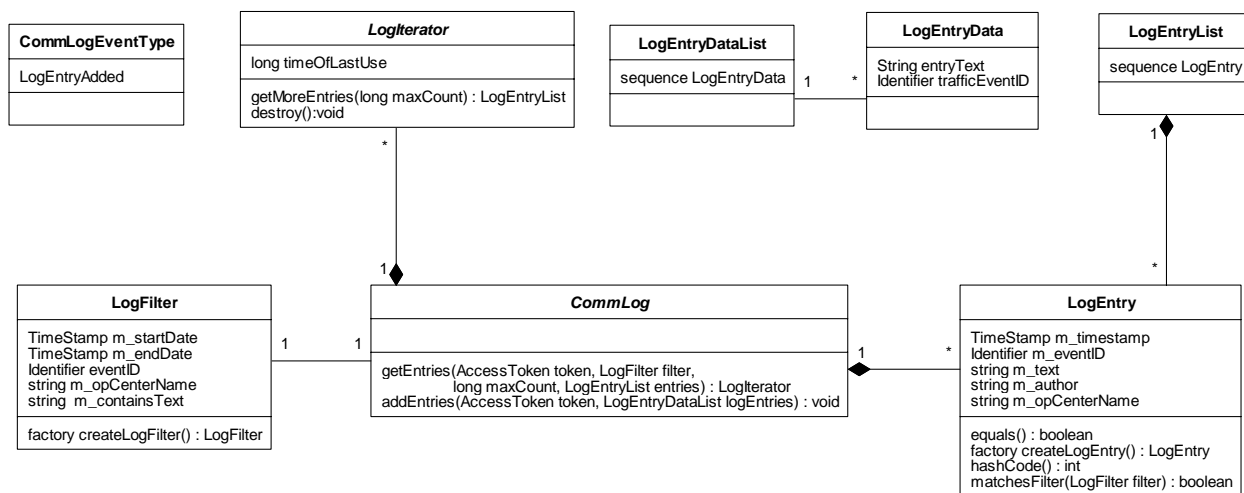 CommLogEventType
LogEntryAdded
LogIterator
long timeOfLastUse
getMoreEntries(long maxCount) : LogEntryList
destroy():void
LogEntryDataList
sequence LogEntryData
1
*
LogEntryData
String entryText
Identifier trafficEventID
LogEntryList
sequence LogEntry
1
*
*
1
LogFilter
TimeStamp m_startDate
TimeStamp m_endDate
Identifier eventID
string m_opCenterName
string m_containsText
factory createLogFilter() : LogFilter
1
1
CommLog
getEntries(AccessToken token, LogFilter filter,
long maxCount, LogEntryList entries) : LogIterator
addEntries(AccessToken token, LogEntryDataList logEntries) : void
1
*
LogEntry
TimeStamp m_timestamp
Identifier m_eventID
string m_text
string m_author
string m_opCenterName
equals() : boolean
factory createLogEntry() : LogEntry
hashCode() : int
matchesFilter(LogFilter filter) : boolean